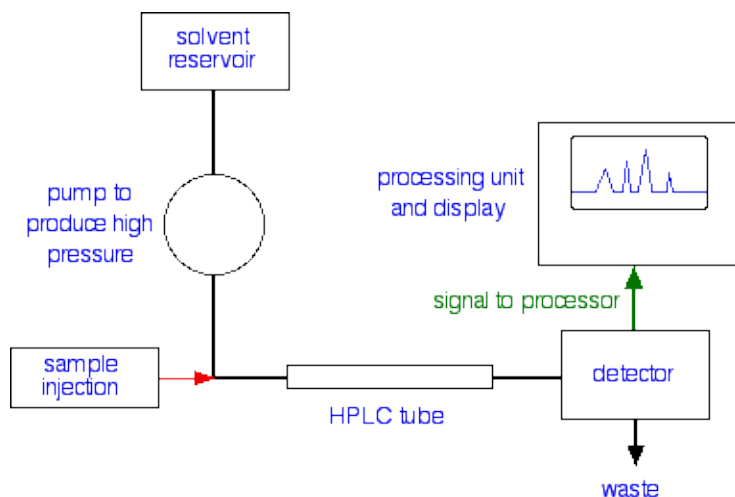 solvent
reservoir
pump to
produce high
pressure
processing unit
and display
signal to processor
sample
injection
HPLC tube
detector
waste